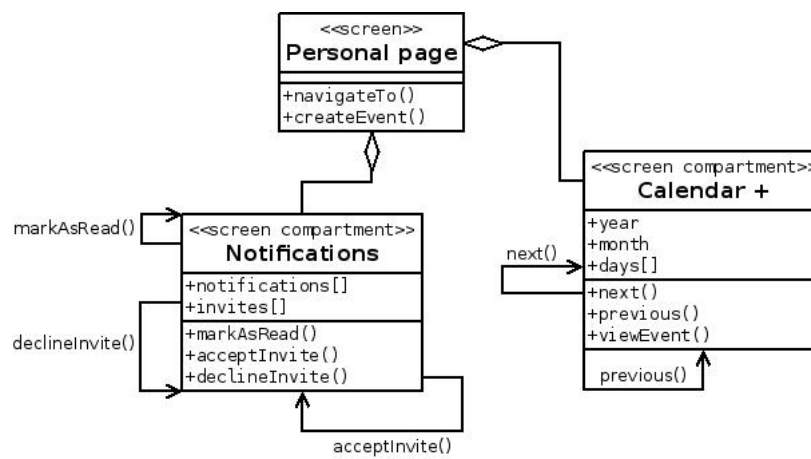 <<screen>>
Personal page
+navigateTo()
+createEvent()
<<screen compartment>>
Calendar +
+year
+month
+days[]
+next()
+previous()
+viewEvent()
next()
previous()
<<screen compartment>>
Notifications
+notifications[]
+invites[]
+markAsRead()
+acceptInvite()
+declineInvite()
markAsRead()
declineInvite()
acceptInvite()